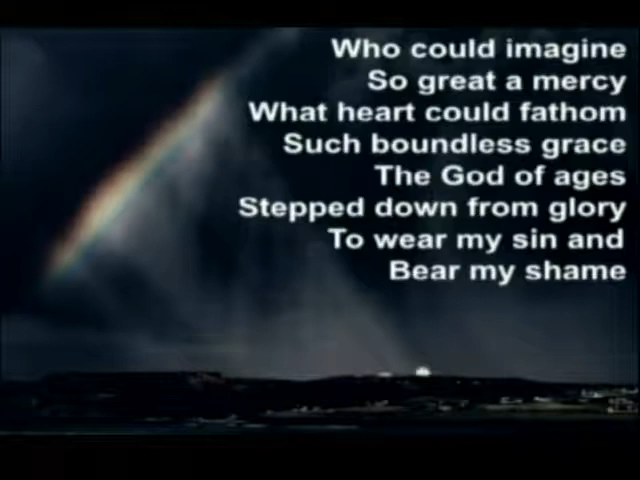 Who could imagine
So great a mercy
What heart could fathom
Such boundless grace
The God of ages
Stepped down from glory
To wear my sin and
Bear my shame